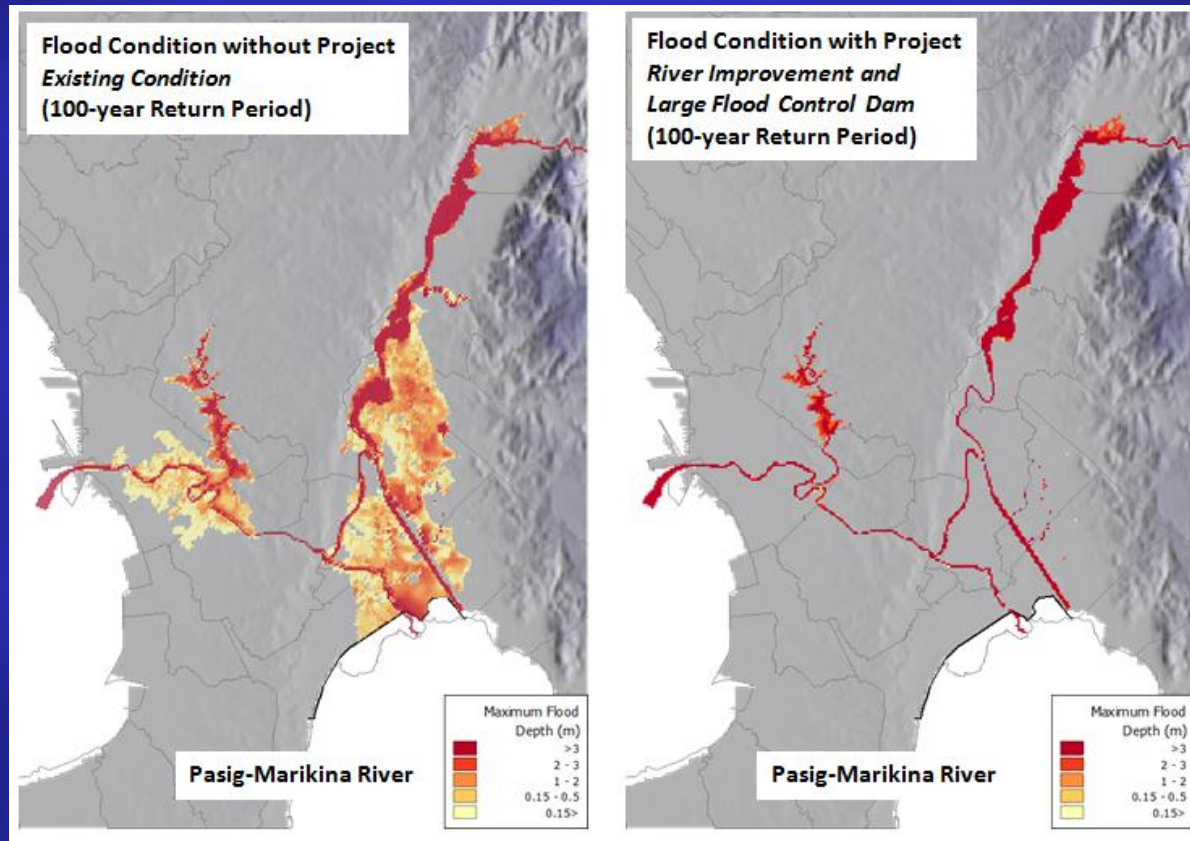 Flood Condition without Project
Existing Condition
(100-year Return Period)
Maximum Flood
Depth (m)
>3
2 - 3
1 - 2
0.15 - 0.5
0.15>
Pasig-Marikina River
Flood Condition with Project
River Improvement and
Large Flood Control Dam
(100-year Return Period)
Maximum Flood
Depth (m)
>3
2 - 3
1 - 2
0.15 - 0.5
0.15>
Pasig-Marikina River